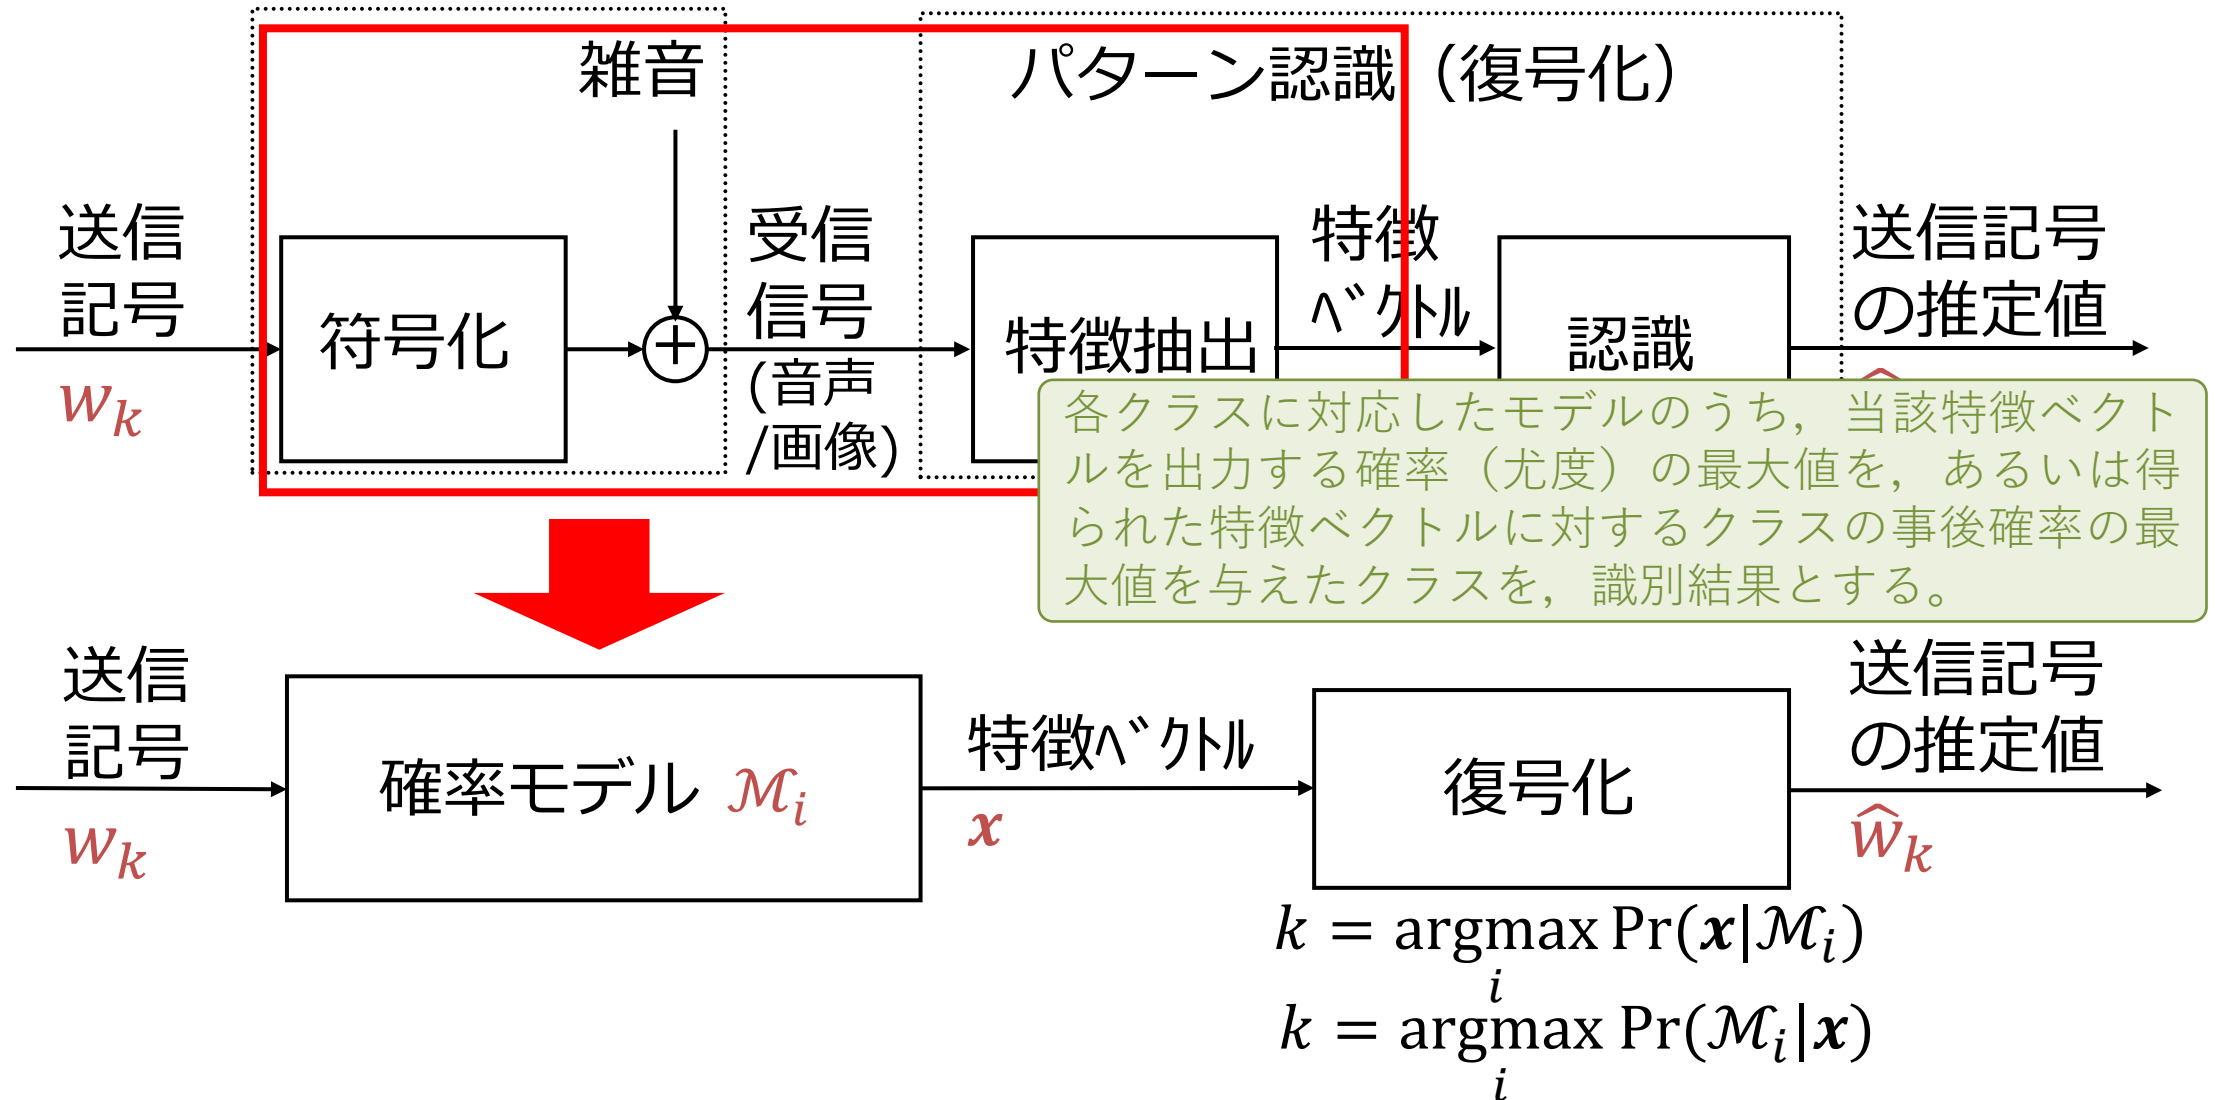 雑音
パターン認識（復号化）
送信
記号
w_k
符号化
+
受信
信号
(音声
/画像)
特徴抽出
特徴
ﾍﾞｸﾄﾙ
認識
送信記号
の推定値
各クラスに対応したモデルのうち，当該特徴ベクト
ルを出力する確率（尤度）の最大値を，あるいは得
られた特徴ベクトルに対するクラスの事後確率の最
大値を与えたクラスを，識別結果とする。
送信
記号
w_k
確率モデル ℳ_i
特徴ﾍﾞｸﾄﾙ
x
復号化
送信記号
の推定値
ŵ_k
k = argmax Pr(x|ℳ_i)
i
k = argmax Pr(ℳ_i|x)
i